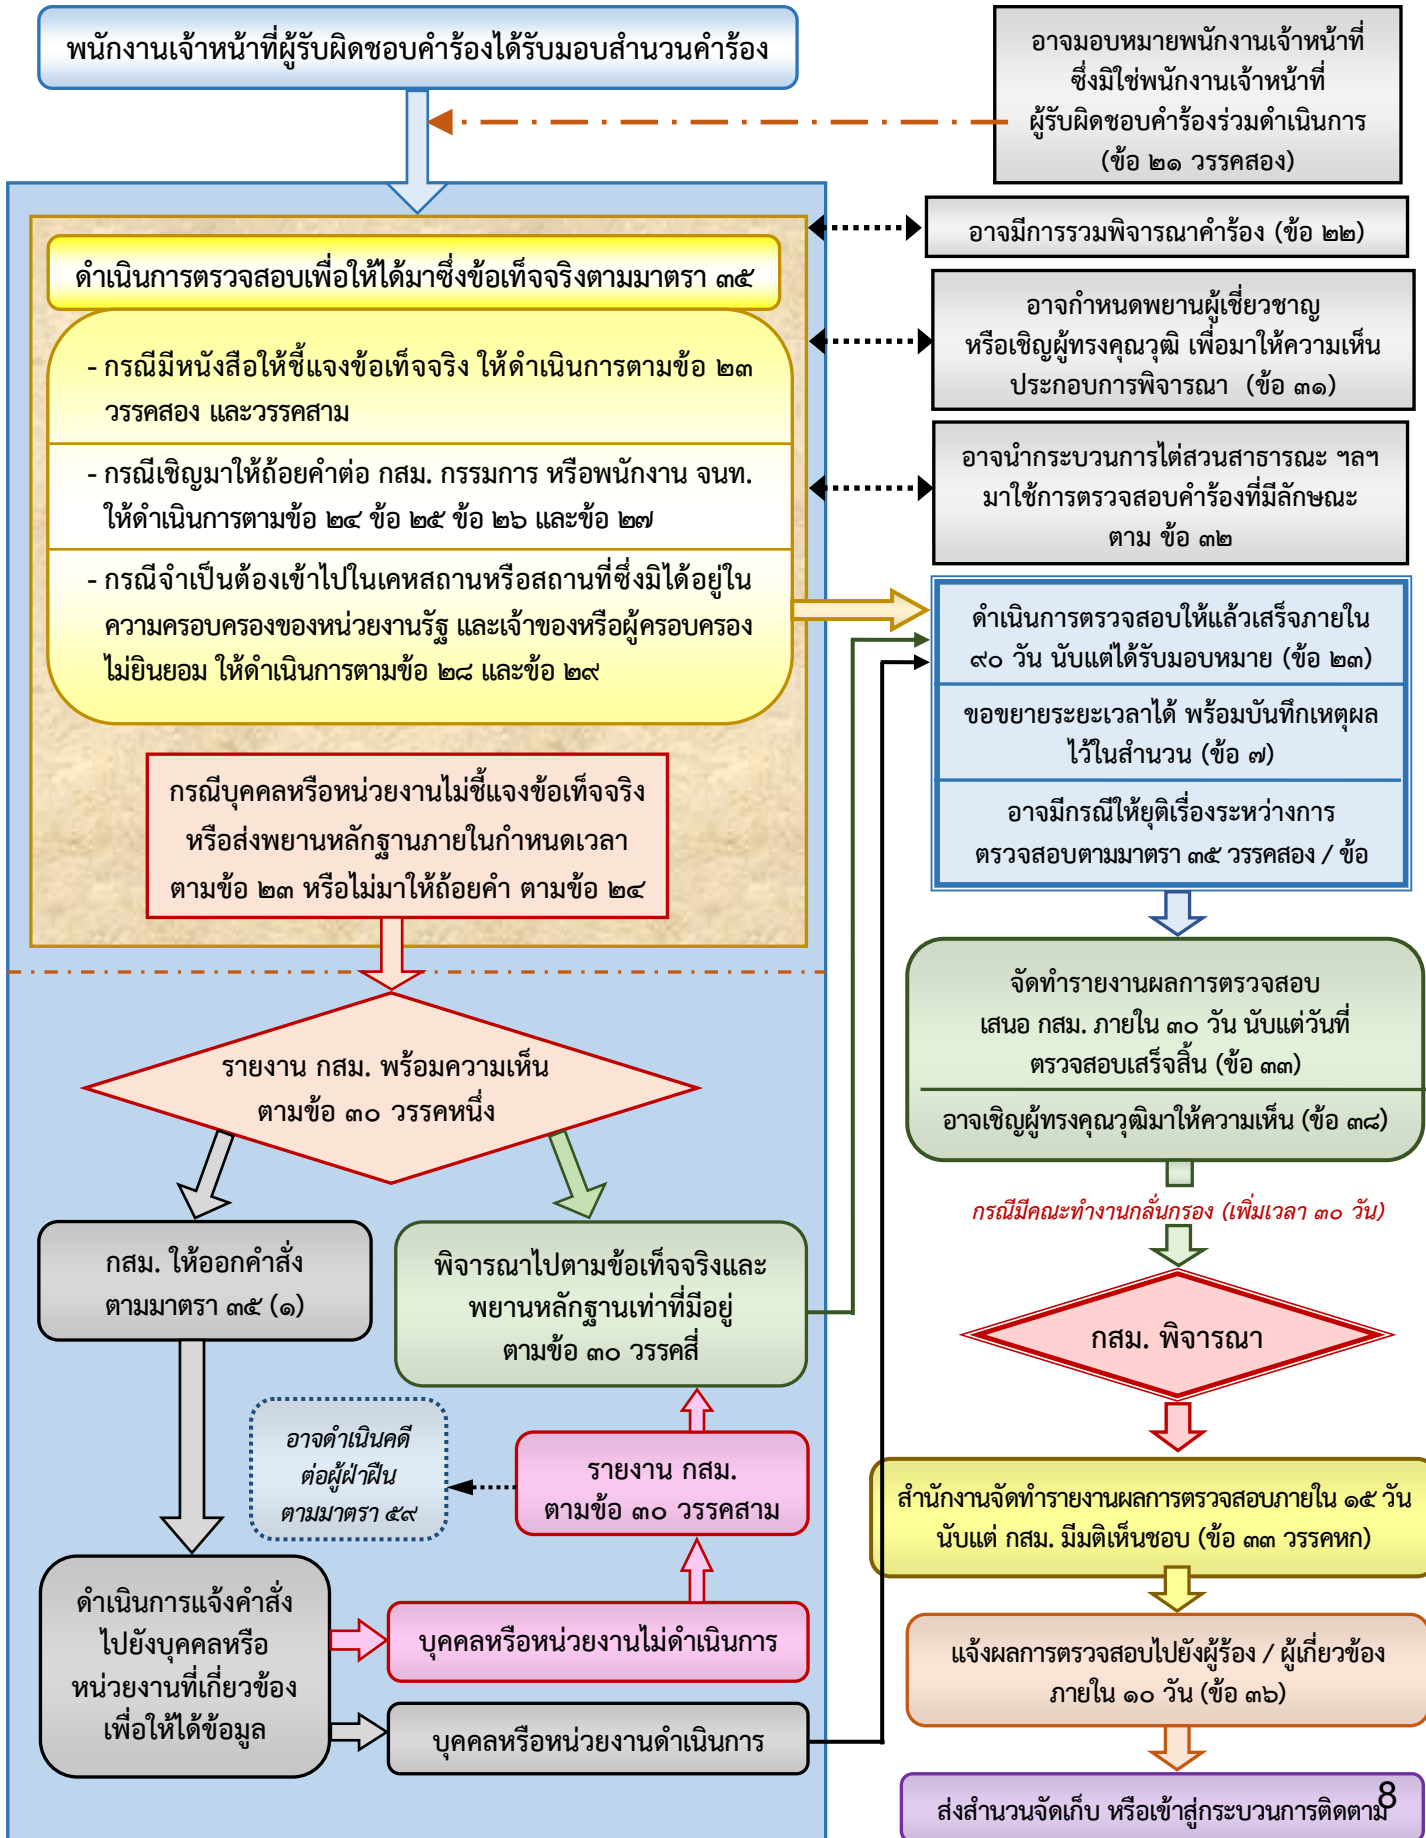 พนักงานเจ้าหน้าที่ผู้รับผิดชอบคำร้องได้รับมอบสำนวนคำร้อง
อาจมอบหมายพนักงานเจ้าหน้าที่
ซึ่งมิใช่พนักงานเจ้าหน้าที่
ผู้รับผิดชอบคำร้องร่วมดำเนินการ
(ข้อ ๒๑ วรรคสอง)
อาจมีการรวมพิจารณาคำร้อง (ข้อ ๒๒)
อาจกำหนดพยานผู้เชี่ยวชาญ
หรือเชิญผู้ทรงคุณวุฒิ เพื่อมาให้ความเห็น
ประกอบการพิจารณา (ข้อ ๓๑)
อาจนำกระบวนการไต่สวนสาธารณะ ฯลฯ
มาใช้การตรวจสอบคำร้องที่มีลักษณะ
ตาม ข้อ ๓๒
ดำเนินการตรวจสอบเพื่อให้ได้มาซึ่งข้อเท็จจริงตามมาตรา ๓๕
- กรณีมีหนังสือให้ชี้แจงข้อเท็จจริง ให้ดำเนินการตามข้อ ๒๓
วรรคสอง และวรรคสาม
- กรณีเชิญมาให้ถ้อยคำต่อ กสม. กรรมการ หรือพนักงาน จนท.
ให้ดำเนินการตามข้อ ๒๔ ข้อ ๒๕ ข้อ ๒๖ และข้อ ๒๗
- กรณีจำเป็นต้องเข้าไปในเคหสถานหรือสถานที่ซึ่งมิได้อยู่ใน
ความครอบครองของหน่วยงานรัฐ และเจ้าของหรือผู้ครอบครอง
ไม่ยินยอม ให้ดำเนินการตามข้อ ๒๘ และข้อ ๒๙
กรณีบุคคลหรือหน่วยงานไม่ชี้แจงข้อเท็จจริง
หรือส่งพยานหลักฐานภายในกำหนดเวลา
ตามข้อ ๒๓ หรือไม่มาให้ถ้อยคำ ตามข้อ ๒๔
รายงาน กสม. พร้อมความเห็น
ตามข้อ ๓๐ วรรคหนึ่ง
กสม. ให้ออกคำสั่ง
ตามมาตรา ๓๕ (๑)
พิจารณาไปตามข้อเท็จจริงและ
พยานหลักฐานเท่าที่มีอยู่
ตามข้อ ๓๐ วรรคสี่
อาจดำเนินคดี
ต่อผู้ฝ่าฝืน
ตามมาตรา ๕๙
รายงาน กสม.
ตามข้อ ๓๐ วรรคสาม
ดำเนินการแจ้งคำสั่ง
ไปยังบุคคลหรือ
หน่วยงานที่เกี่ยวข้อง
เพื่อให้ได้ข้อมูล
บุคคลหรือหน่วยงานไม่ดำเนินการ
บุคคลหรือหน่วยงานดำเนินการ
ดำเนินการตรวจสอบให้แล้วเสร็จภายใน
๙๐ วัน นับแต่ได้รับมอบหมาย (ข้อ ๒๓)
ขอขยายระยะเวลาได้ พร้อมบันทึกเหตุผล
ไว้ในสำนวน (ข้อ ๗)
อาจมีกรณีให้ยุติเรื่องระหว่างการ
ตรวจสอบตามมาตรา ๓๕ วรรคสอง / ข้อ
จัดทำรายงานผลการตรวจสอบ
เสนอ กสม. ภายใน ๓๐ วัน นับแต่วันที่
ตรวจสอบเสร็จสิ้น (ข้อ ๓๓)
อาจเชิญผู้ทรงคุณวุฒิมาให้ความเห็น (ข้อ ๓๘)
กรณีมีคณะทำงานกลั่นกรอง (เพิ่มเวลา ๓๐ วัน)
กสม. พิจารณา
สำนักงานจัดทำรายงานผลการตรวจสอบภายใน ๑๕ วัน
นับแต่ กสม. มีมติเห็นชอบ (ข้อ ๓๓ วรรคหก)
แจ้งผลการตรวจสอบไปยังผู้ร้อง / ผู้เกี่ยวข้อง
ภายใน ๑๐ วัน (ข้อ ๓๖)
ส่งสำนวนจัดเก็บ หรือเข้าสู่กระบวนการติดตาม
8